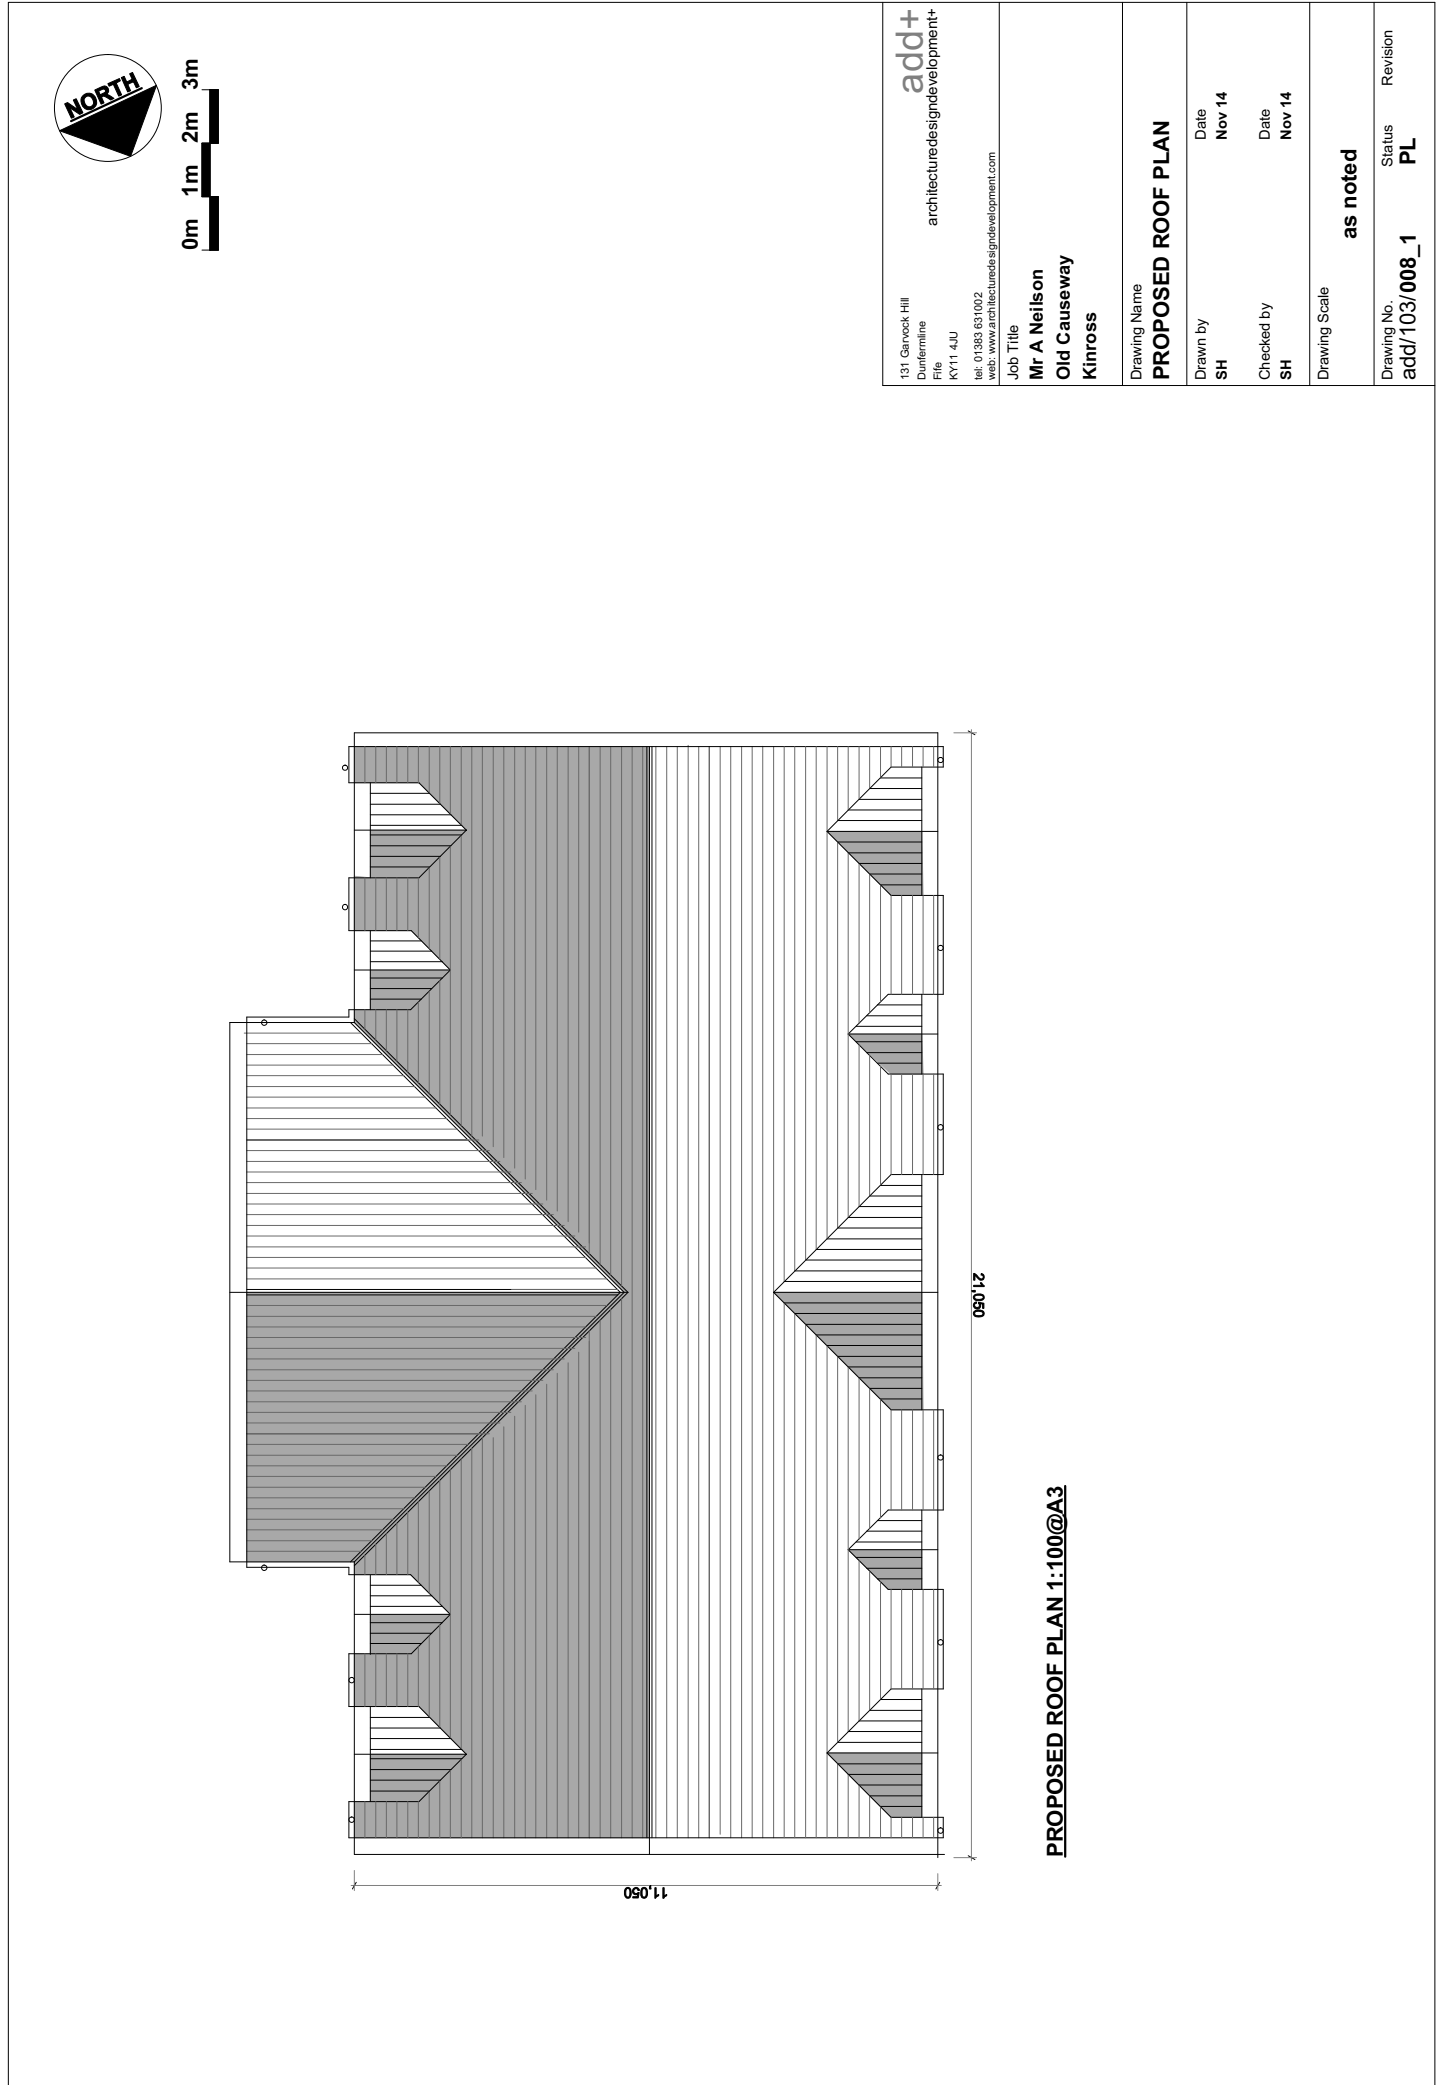 NORTH
0m 1m 2m 3m
21,050
11,050
PROPOSED ROOF PLAN 1:100@A3
add+
architecturedesigndevelopment+
131 Garvock Hill
Dunfermline
Fife
KY11 4JU
tel: 01383 631002
web: www.architecturedesigndevelopment.com
Job Title
Mr A Neilson
Old Causeway
Kinross
Drawing Name
PROPOSED ROOF PLAN
Drawn by Date
SH Nov 14
Checked by Date
SH Nov 14
Drawing Scale
as noted
Drawing No. Status Revision
add/103/008_1 PL